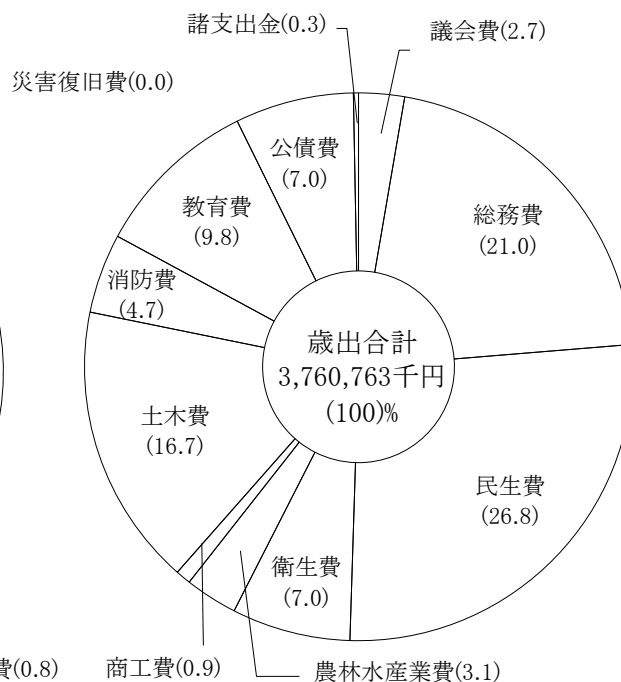 諸支出金(0.3)
議会費(2.7)
災害復旧費(0.0)
公債費
(7.0)
教育費
(9.8)
総務費
(21.0)
消防費
(4.7)
歳出合計
3,760,763千円
(100)%
土木費
(16.7)
民生費
(26.8)
衛生費
(7.0)
費(0.8)
商工費(0.9)
農林水産業費(3.1)